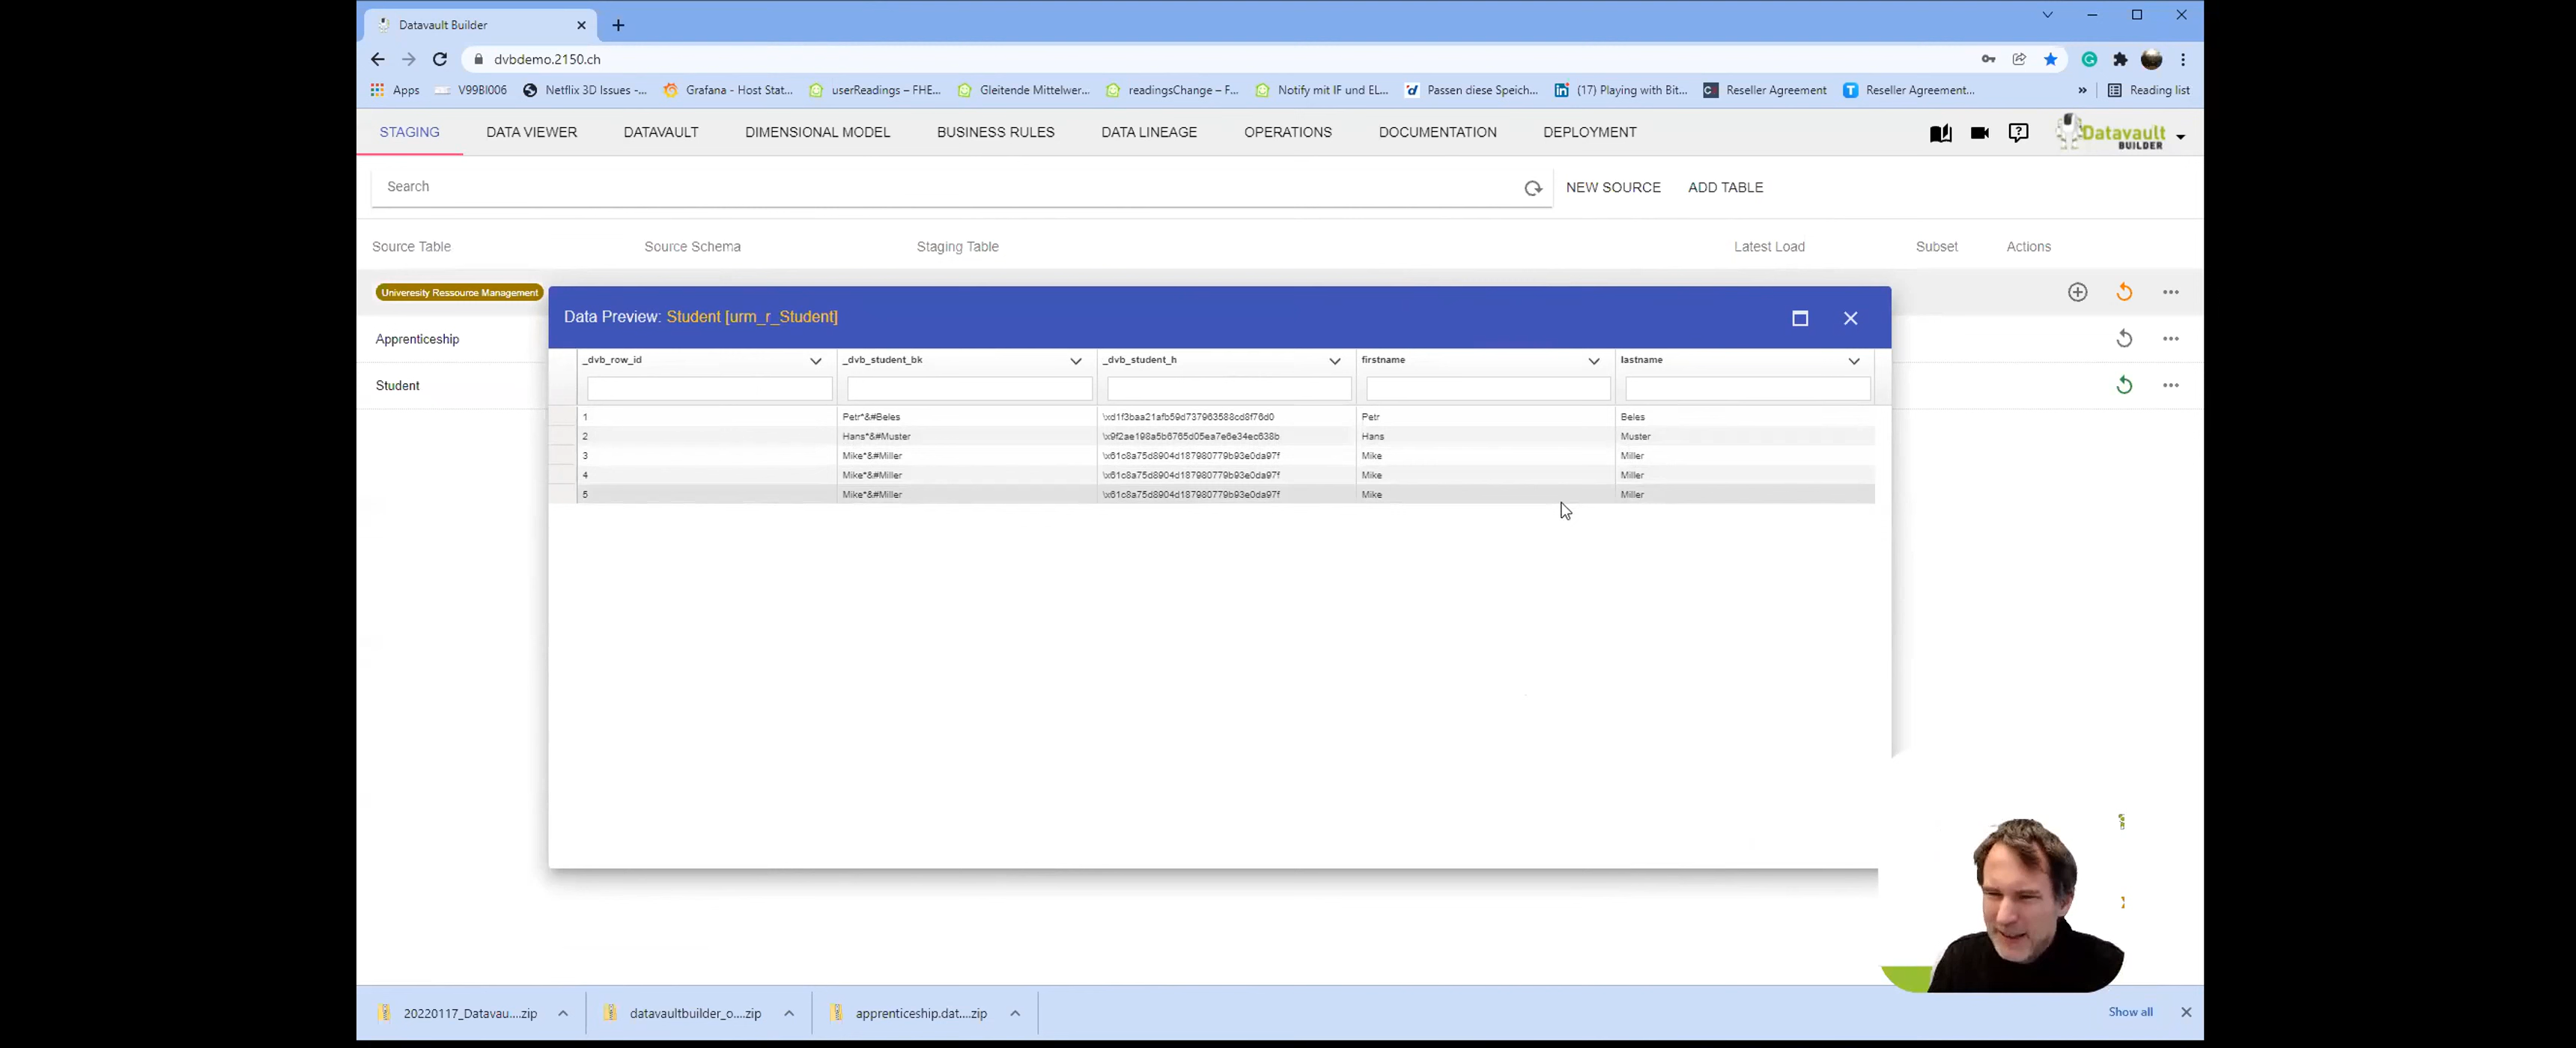 Datavault Builder
dvbdemo.2150.ch
Apps V99BI006 Netflix 3D Issues -... Grafana - Host Stat... userReadings – FHE... Gleitende Mittelwer... readingsChange – F... Notify mit IF und EL... Passen diese Speich... (17) Playing with Bit... Reseller Agreement Reseller Agreement... » Reading list
STAGING DATA VIEWER DATAVAULT DIMENSIONAL MODEL BUSINESS RULES DATA LINEAGE OPERATIONS DOCUMENTATION DEPLOYMENT Datavault BUILDER
Search NEW SOURCE ADD TABLE
Source Table Source Schema Staging Table Latest Load Subset Actions
Univeresity Ressource Management
Apprenticeship
Student
Data Preview: Student [urm_r_Student]
_dvb_row_id _dvb_student_bk _dvb_student_h firstname lastname
1 Petr*&#Beles \xd1f3baa21afb59d737963588cd8f76d0 Petr Beles
2 Hans*&#Muster \x9f2ae198a5b6765d05ea7e6e34ec638b Hans Muster
3 Mike*&#Miller \x61c8a75d8904d187980779b93e0da97f Mike Miller
4 Mike*&#Miller \x61c8a75d8904d187980779b93e0da97f Mike Miller
5 Mike*&#Miller \x61c8a75d8904d187980779b93e0da97f Mike Miller
20220117_Datavau....zip datavaultbuilder_o....zip apprenticeship.dat....zip Show all